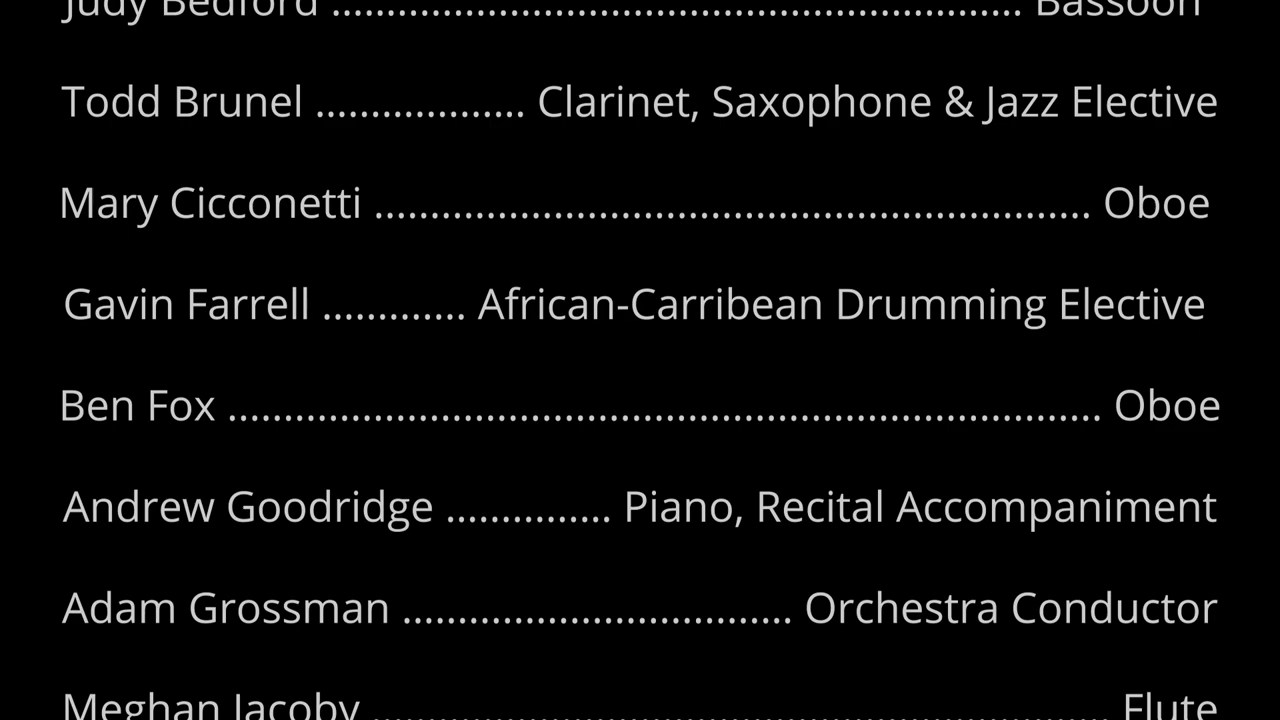 Judy Bedford .............................................................. Bassoon
Todd Brunel ................... Clarinet, Saxophone & Jazz Elective
Mary Cicconetti ................................................................ Oboe
Gavin Farrell ............. African-Carribean Drumming Elective
Ben Fox .............................................................................. Oboe
Andrew Goodridge ............... Piano, Recital Accompaniment
Adam Grossman ................................... Orchestra Conductor
Meghan Jacoby .................................................................. Flute